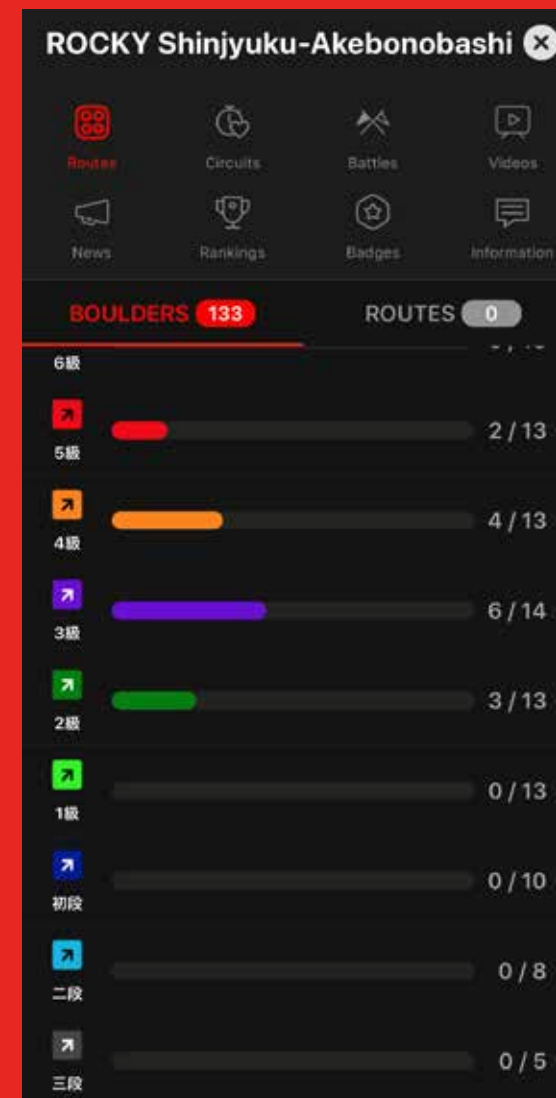 ROCKY Shinjyuku-Akebonobashi
Routes Circuits Battles Videos
News Rankings Badges Information
BOULDERS 133 ROUTES 0
6級
2 / 13
5級
4 / 13
4級
6 / 14
3級
3 / 13
2級
0 / 13
1級
0 / 10
初段
0 / 8
二段
0 / 5
三段